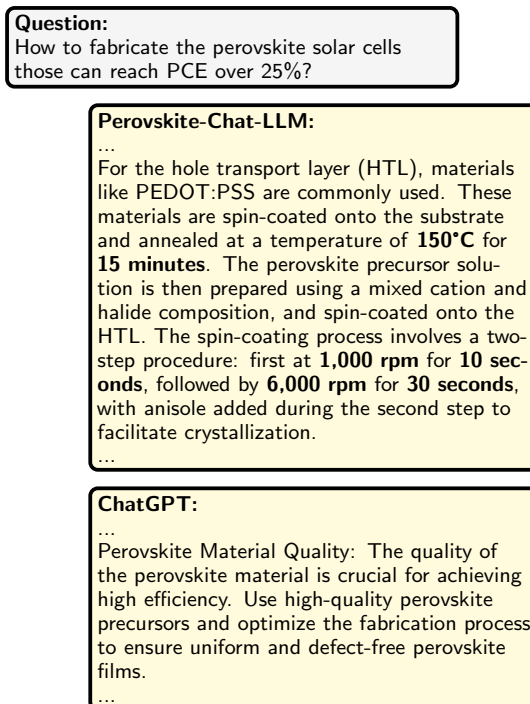 Question:
How to fabricate the perovskite solar cells
those can reach PCE over 25%?
Perovskite-Chat-LLM:
...
For the hole transport layer (HTL), materials
like PEDOT:PSS are commonly used. These
materials are spin-coated onto the substrate
and annealed at a temperature of 150°C for
15 minutes. The perovskite precursor solu-
tion is then prepared using a mixed cation and
halide composition, and spin-coated onto the
HTL. The spin-coating process involves a two-
step procedure: first at 1,000 rpm for 10 sec-
onds, followed by 6,000 rpm for 30 seconds,
with anisole added during the second step to
facilitate crystallization.
...
ChatGPT:
...
Perovskite Material Quality: The quality of
the perovskite material is crucial for achieving
high efficiency. Use high-quality perovskite
precursors and optimize the fabrication process
to ensure uniform and defect-free perovskite
films.
...